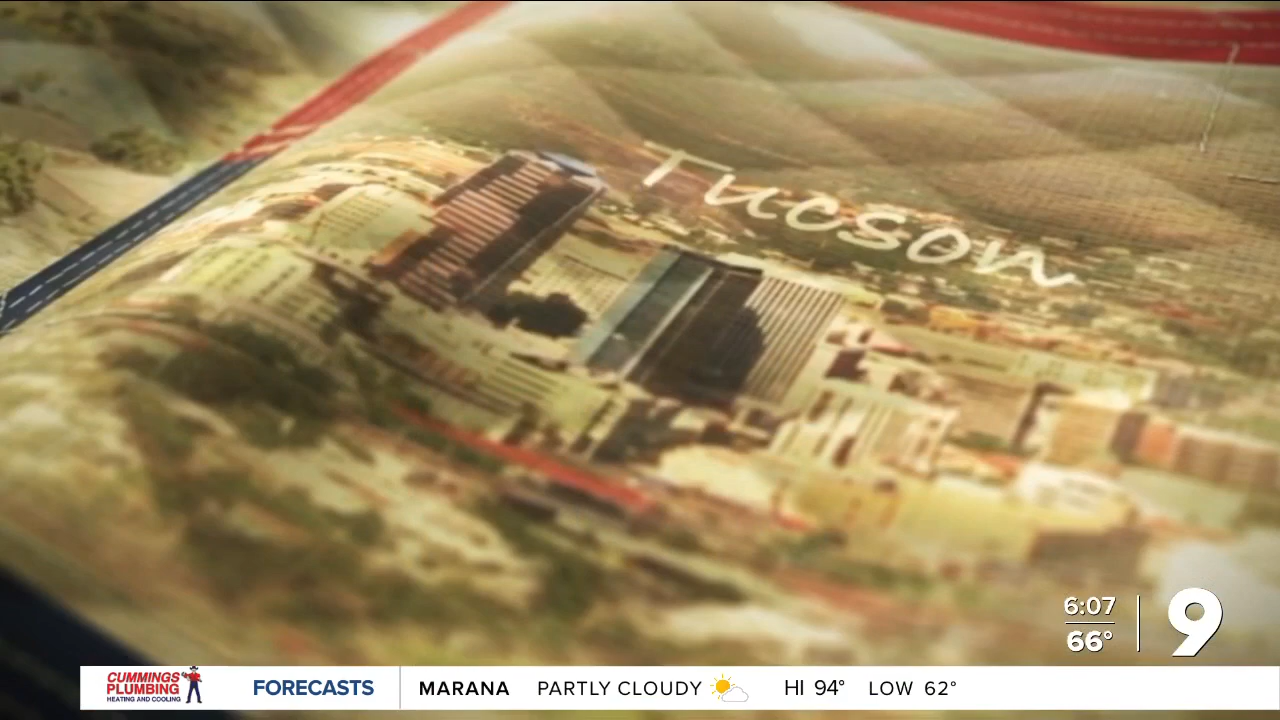 Tucson
6:07
66°
9
CUMMINGS
PLUMBING
HEATING AND COOLING
FORECASTS
MARANA PARTLY CLOUDY HI 94° LOW 62°